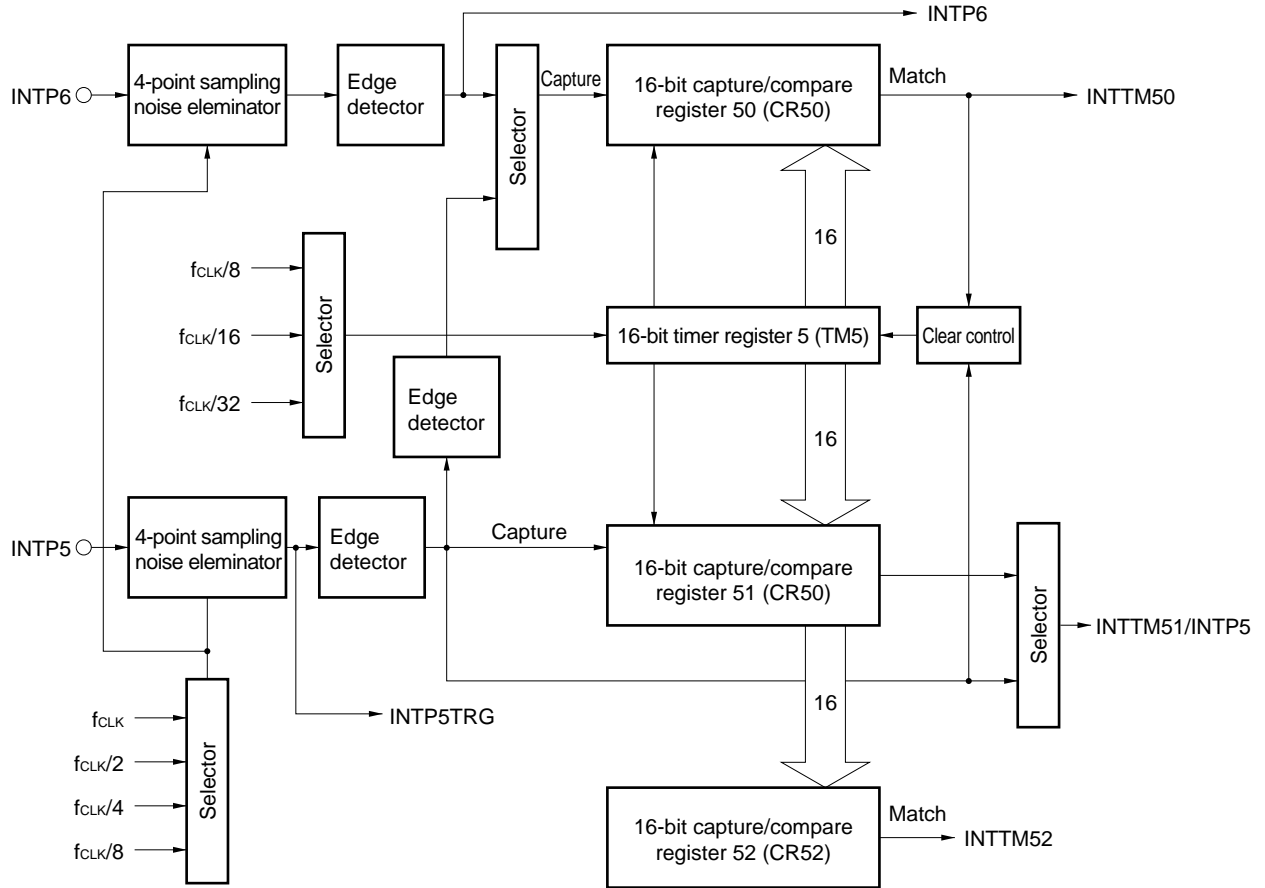 INTP6
INTP6
4-point sampling
noise eleminator
Edge
detector
Selector
Capture
16-bit capture/compare
register 50 (CR50)
Match
INTTM50
16
fCLK/8
fCLK/16
fCLK/32
Selector
16-bit timer register 5 (TM5)
Clear control
Edge
detector
16
INTP5
4-point sampling
noise eleminator
Edge
detector
Capture
16-bit capture/compare
register 51 (CR50)
Selector
INTTM51/INTP5
INTP5TRG
16
fCLK
fCLK/2
fCLK/4
fCLK/8
Selector
16-bit capture/compare
register 52 (CR52)
Match
INTTM52